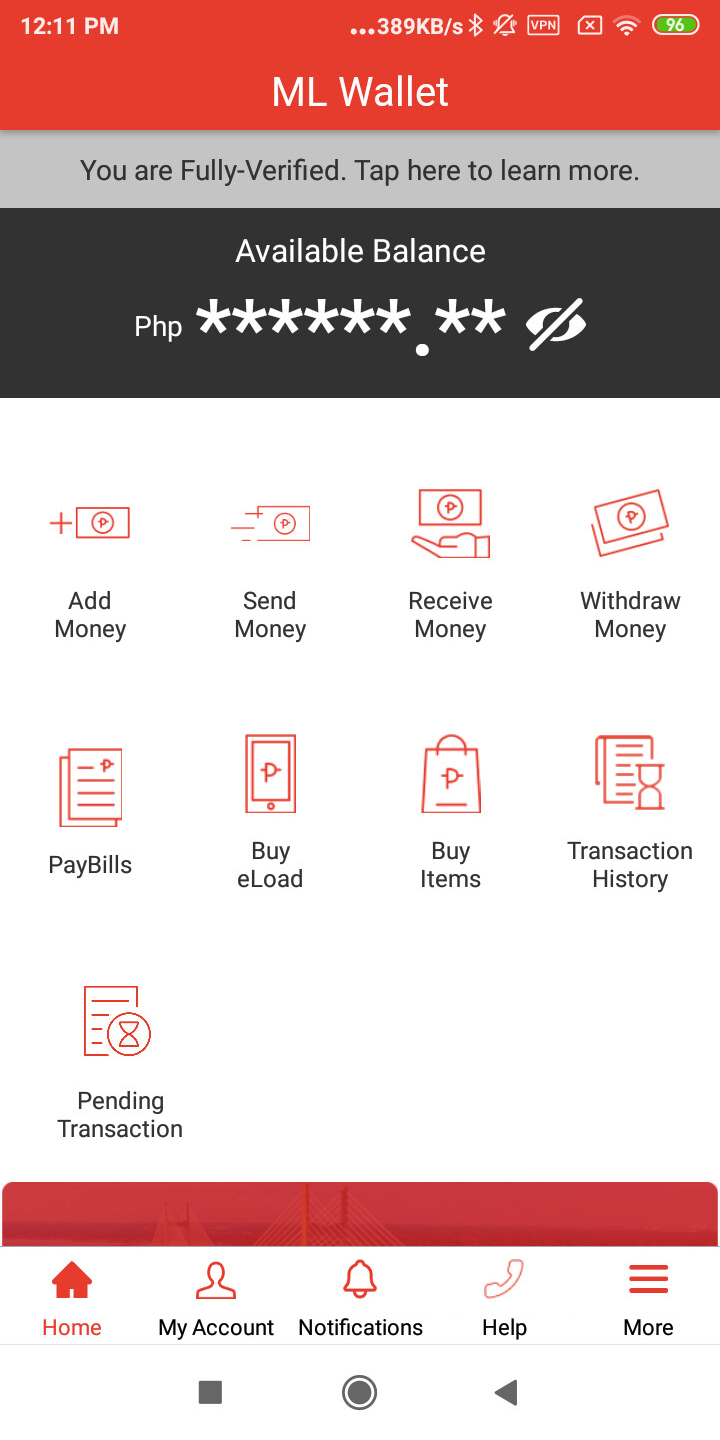 12:11 PM
...389KB/s VPN 96
ML Wallet
You are Fully-Verified. Tap here to learn more.
Available Balance
Php ******.**
Add
Money
Send
Money
Receive
Money
Withdraw
Money
PayBills
Buy
eLoad
Buy
Items
Transaction
History
Pending
Transaction
Home
My Account
Notifications
Help
More